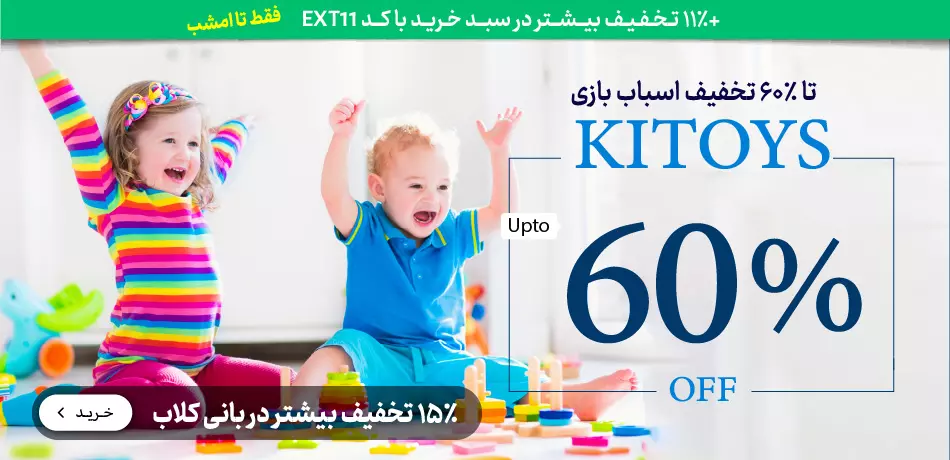 +۱۱٪ تخفیف بیشتر در سبد خرید با کد EXT11 فقط تا امشب
تا ۶۰٪ تخفیف اسباب بازی
KITOYS
Upto
60%
OFF
۱۵٪ تخفیف بیشتر در بانی کلاب
خرید